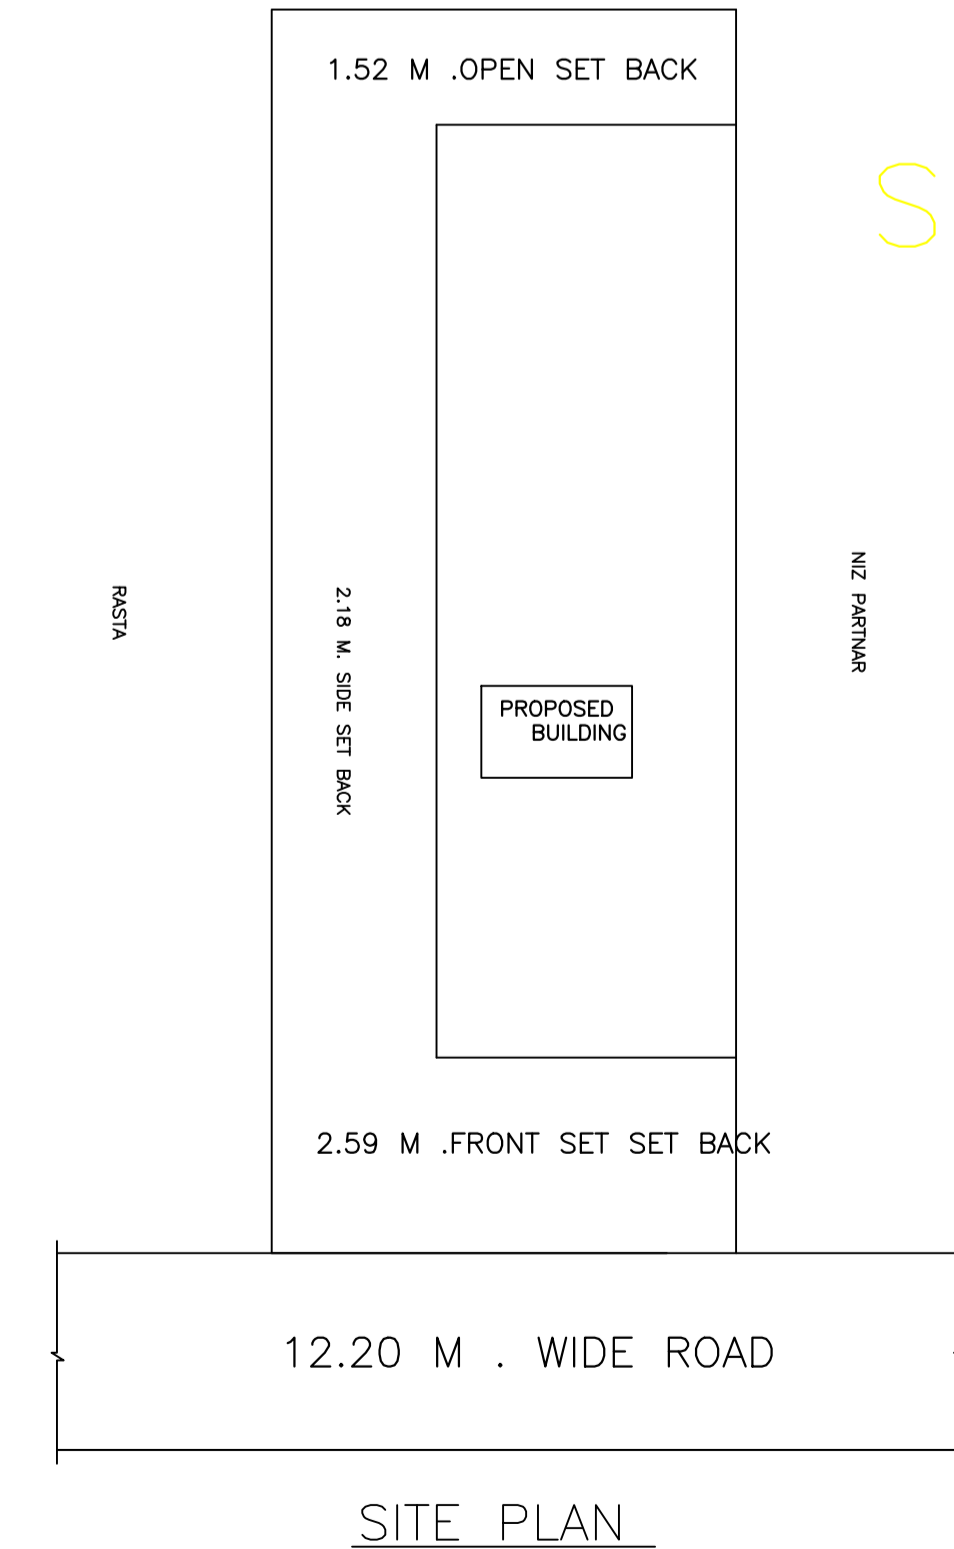 1.52 M .OPEN SET BACK
S
RASTA
2.18 M. SIDE SET BACK
NIZ PARTNAR
PROPOSED
BUILDING
2.59 M .FRONT SET SET BACK
12.20 M . WIDE ROAD
SITE PLAN